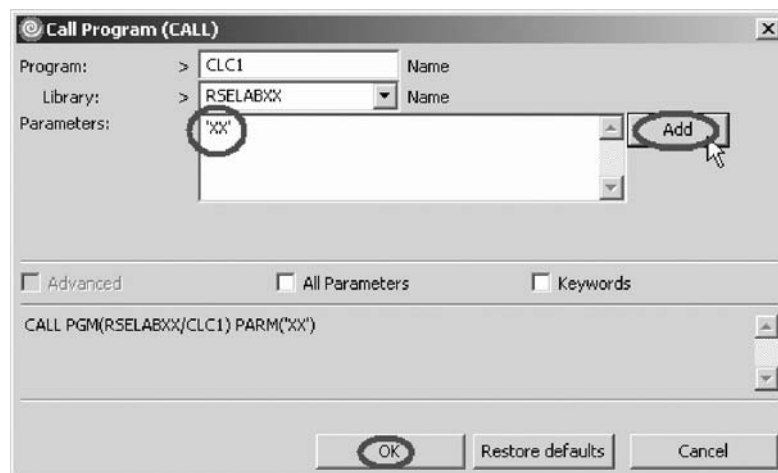 Call Program (CALL)
Program: > CLC1 Name
Library: > RSELABXX Name
Parameters: 'XX' Add
Advanced All Parameters Keywords
CALL PGM(RSELABXX/CLC1) PARM('XX')
OK Restore defaults Cancel